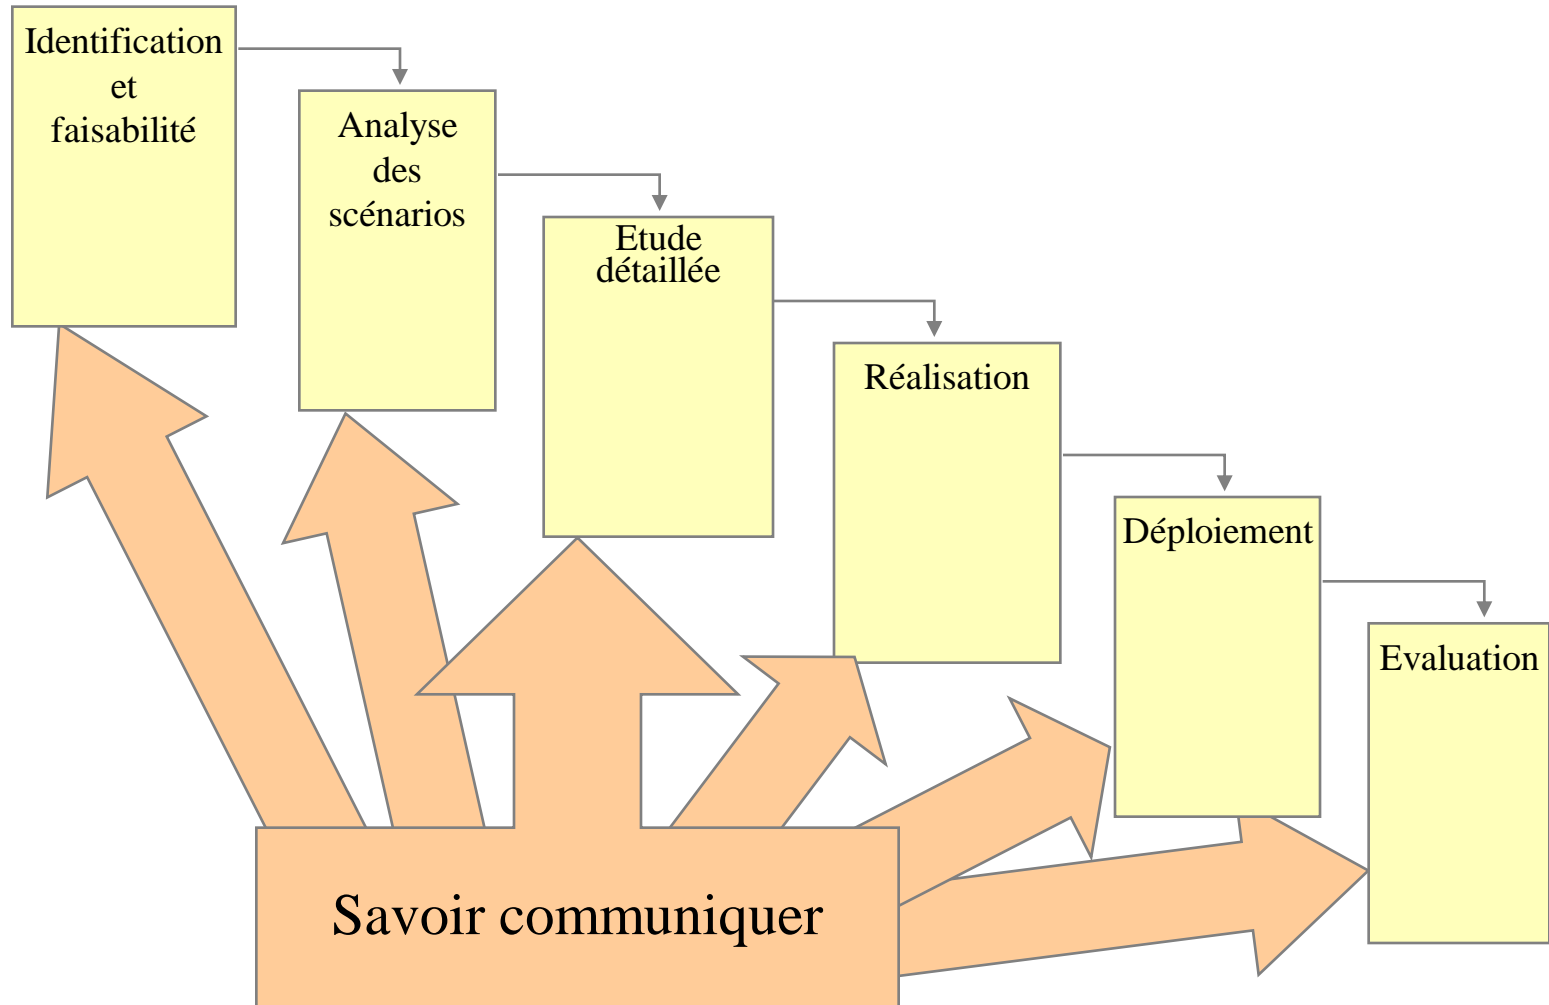 Identification
et
faisabilité
Analyse
des
scénarios
Etude
détaillée
Réalisation
Déploiement
Evaluation
Savoir communiquer